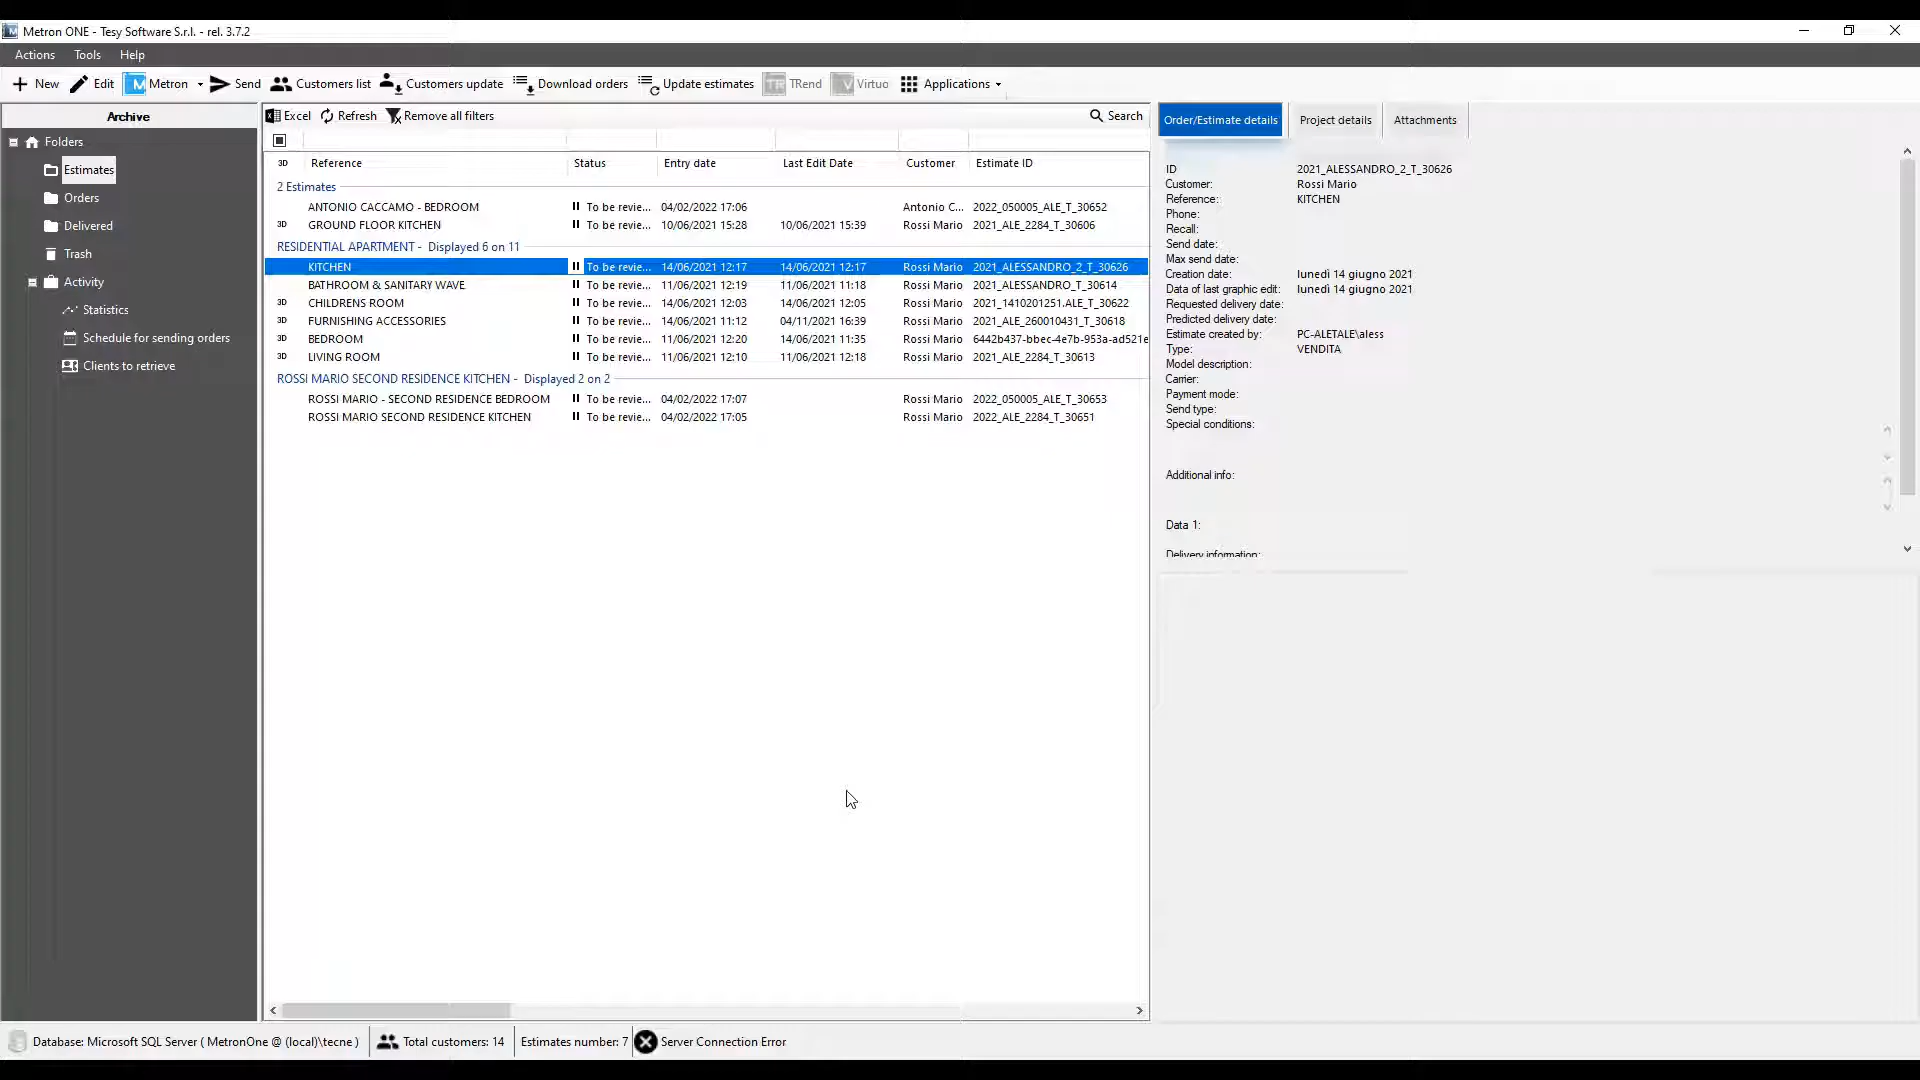 Metron ONE - Tesy Software S.r.l. - rel. 3.7.2
Actions Tools Help
New Edit Metron Send Customers list Customers update Download orders Update estimates TRend Virtuo Applications
Archive
Folders
Estimates
Orders
Delivered
Trash
Activity
Statistics
Schedule for sending orders
Clients to retrieve
Excel Refresh Remove all filters Search
3D Reference Status Entry date Last Edit Date Customer Estimate ID
2 Estimates
ANTONIO CACCAMO - BEDROOM To be revie... 04/02/2022 17:06 Antonio C... 2022_050005_ALE_T_30652
3D GROUND FLOOR KITCHEN To be revie... 10/06/2021 15:28 10/06/2021 15:39 Rossi Mario 2021_ALE_2284_T_30606
RESIDENTIAL APARTMENT - Displayed 6 on 11
KITCHEN To be revie... 14/06/2021 12:17 14/06/2021 12:17 Rossi Mario 2021_ALESSANDRO_2_T_30626
BATHROOM & SANITARY WAVE To be revie... 11/06/2021 12:19 11/06/2021 11:18 Rossi Mario 2021_ALESSANDRO_T_30614
3D CHILDRENS ROOM To be revie... 14/06/2021 12:03 14/06/2021 12:05 Rossi Mario 2021_1410201251.ALE_T_30622
3D FURNISHING ACCESSORIES To be revie... 14/06/2021 11:12 04/11/2021 16:39 Rossi Mario 2021_ALE_260010431_T_30618
3D BEDROOM To be revie... 11/06/2021 12:20 14/06/2021 11:35 Rossi Mario 6442b437-bbec-4e7b-953a-ad521e
3D LIVING ROOM To be revie... 11/06/2021 12:10 11/06/2021 12:18 Rossi Mario 2021_ALE_2284_T_30613
ROSSI MARIO SECOND RESIDENCE KITCHEN - Displayed 2 on 2
ROSSI MARIO - SECOND RESIDENCE BEDROOM To be revie... 04/02/2022 17:07 Rossi Mario 2022_050005_ALE_T_30653
ROSSI MARIO SECOND RESIDENCE KITCHEN To be revie... 04/02/2022 17:05 Rossi Mario 2022_ALE_2284_T_30651
Order/Estimate details Project details Attachments
ID 2021_ALESSANDRO_2_T_30626
Customer: Rossi Mario
Reference: KITCHEN
Phone:
Recall:
Send date:
Max send date:
Creation date: lunedì 14 giugno 2021
Data of last graphic edit: lunedì 14 giugno 2021
Requested delivery date:
Predicted delivery date:
Estimate created by: PC-ALETALE\aless
Type: VENDITA
Model description:
Carrier:
Payment mode:
Send type:
Special conditions:
Additional info:
Data 1:
Delivery information:
Database: Microsoft SQL Server ( MetronOne @ (local)\tecne ) Total customers: 14 Estimates number: 7 Server Connection Error